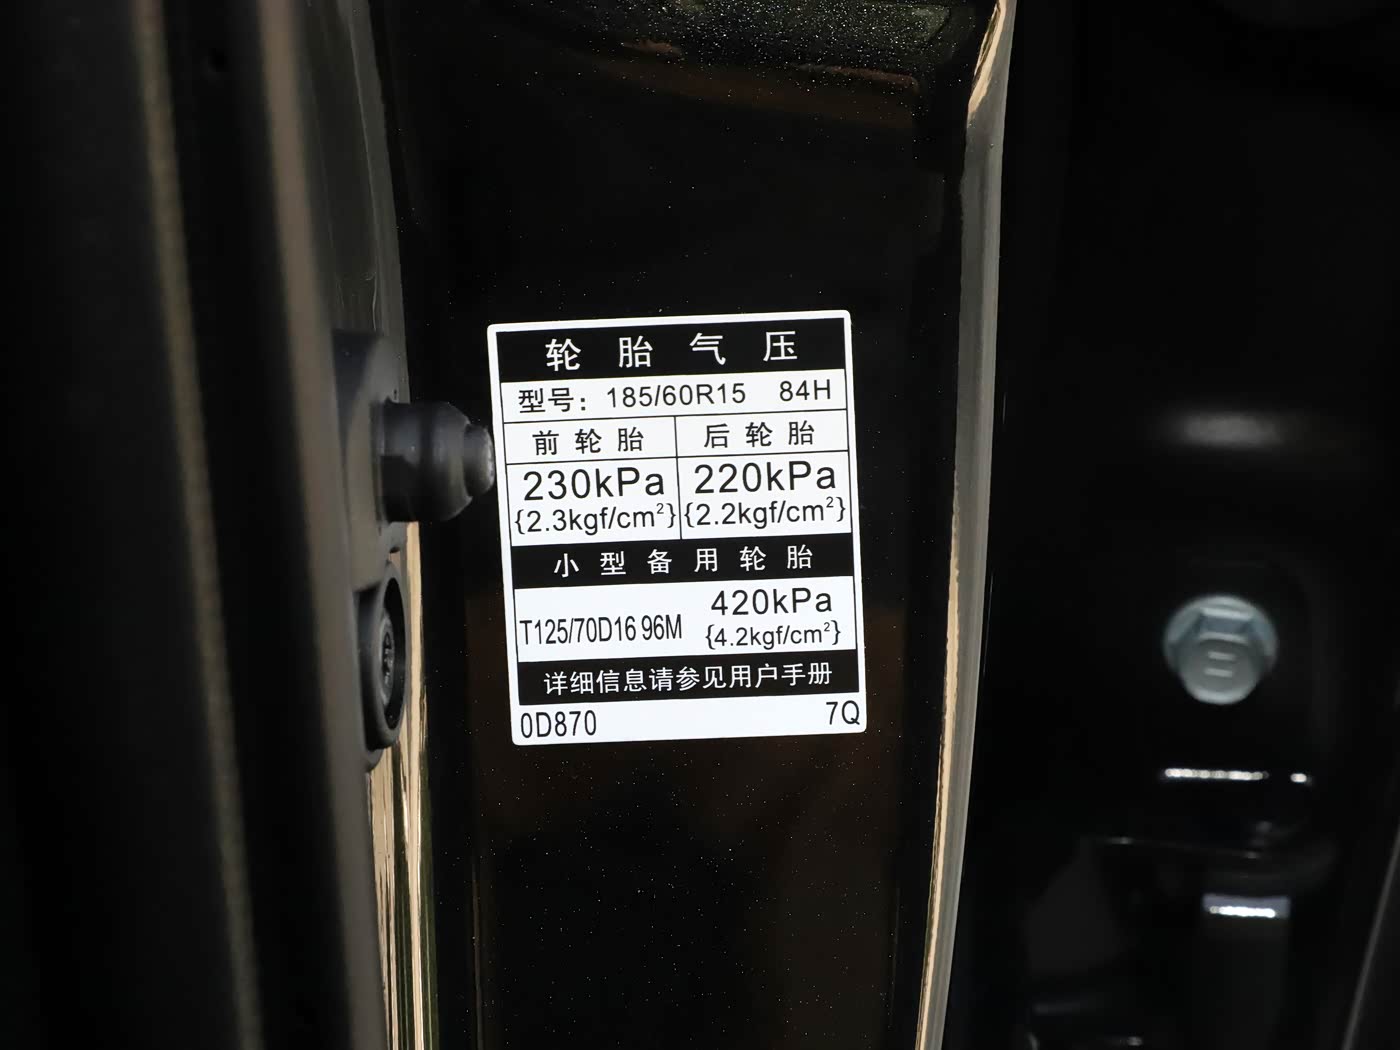 轮胎气压
型号：185/60R15 84H
前轮胎 后轮胎
230kPa 220kPa
{2.3kgf/cm²} {2.2kgf/cm²}
小型备用轮胎
T125/70D16 96M 420kPa
{4.2kgf/cm²}
详细信息请参见用户手册
0D870 7Q